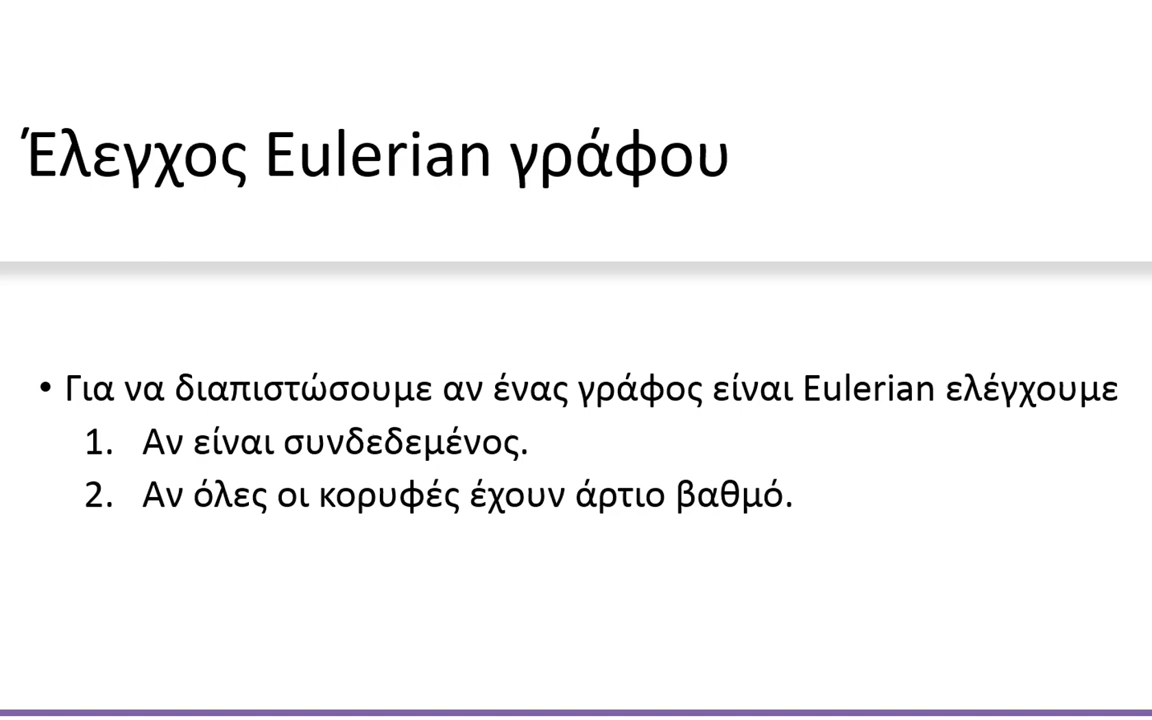 Έλεγχος Eulerian γράφου
• Για να διαπιστώσουμε αν ένας γράφος είναι Eulerian ελέγχουμε
1. Αν είναι συνδεδεμένος.
2. Αν όλες οι κορυφές έχουν άρτιο βαθμό.